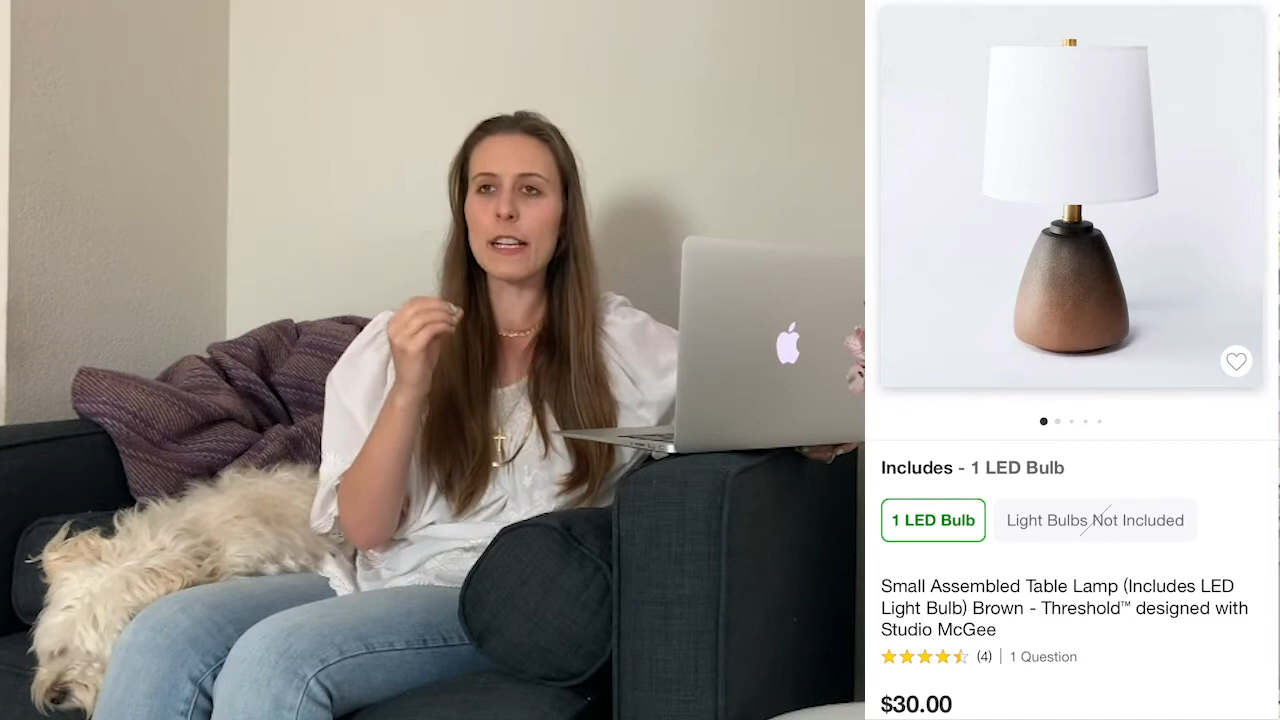 Includes - 1 LED Bulb
1 LED Bulb
Light Bulbs Not Included
Small Assembled Table Lamp (Includes LED
Light Bulb) Brown - Threshold™ designed with
Studio McGee
(4) | 1 Question
$30.00